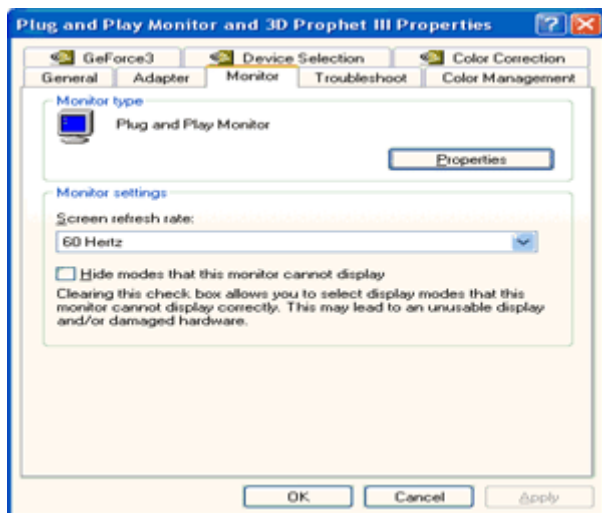 Plug and Play Monitor and 3D Prophet III Properties
GeForce3 Device Selection Color Correction
General Adapter Monitor Troubleshoot Color Management
Monitor type
Plug and Play Monitor
Properties
Monitor settings
Screen refresh rate:
60 Hertz
Hide modes that this monitor cannot display
Clearing this check box allows you to select display modes that this
monitor cannot display correctly. This may lead to an unusable display
and/or damaged hardware.
OK Cancel Apply